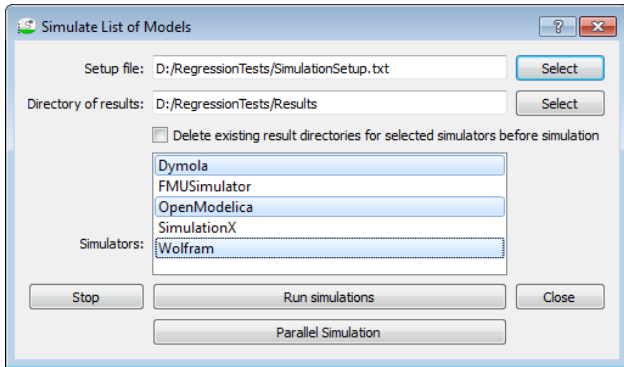 Simulate List of Models
Setup file: D:/RegressionTests/SimulationSetup.txt Select
Directory of results: D:/RegressionTests/Results Select
Delete existing result directories for selected simulators before simulation
Dymola
FMUSimulator
OpenModelica
SimulationX
Simulators: Wolfram
Stop Run simulations Close
Parallel Simulation